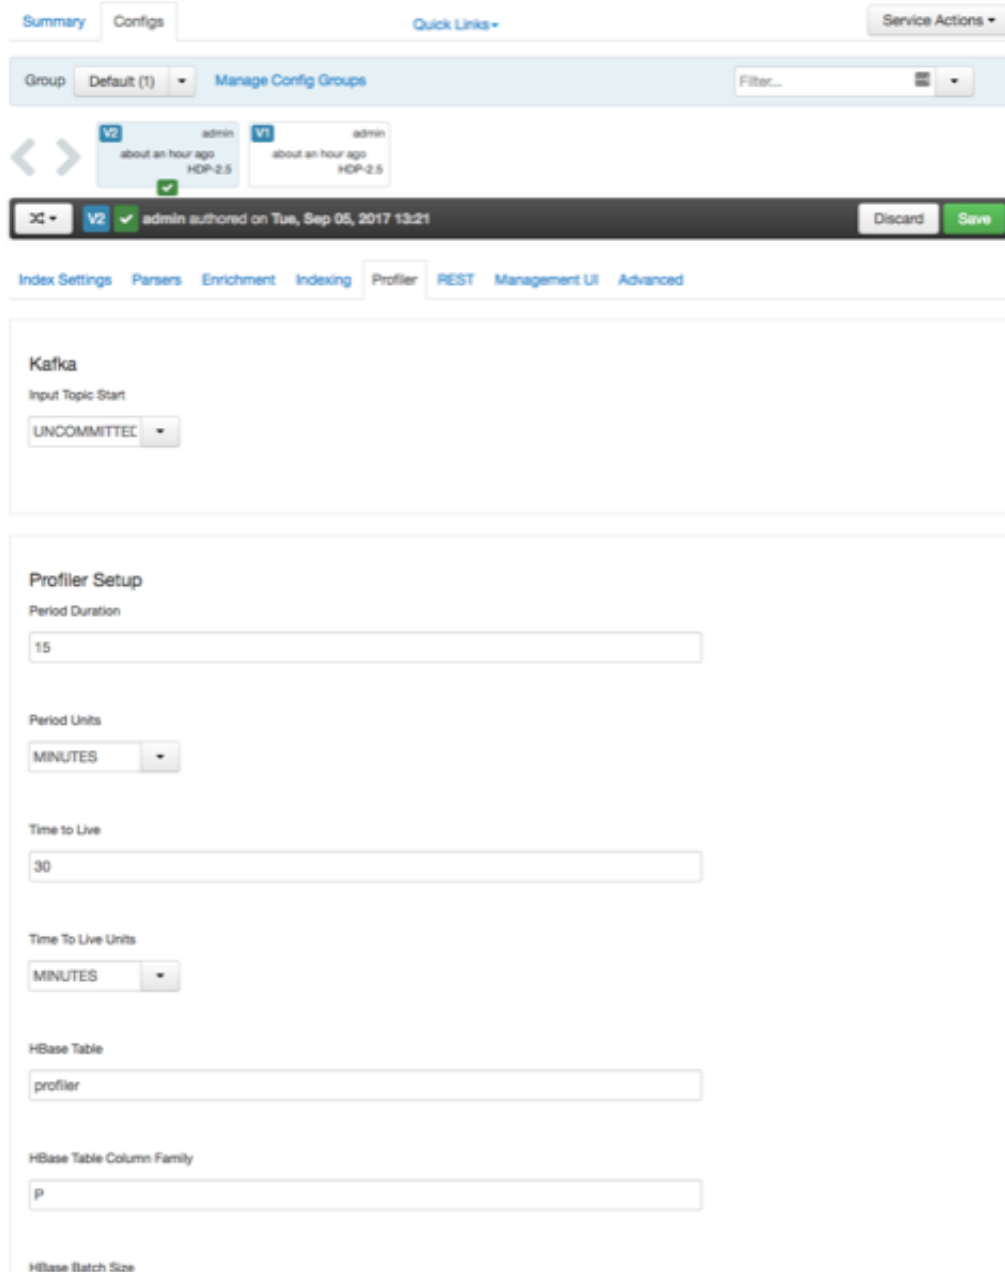 Summary Configs Quick Links Service Actions
Group Default (1) Manage Config Groups Filter...
V2 admin V1 admin
about an hour ago about an hour ago
HDP-2.5 HDP-2.5
V2 admin authored on Tue, Sep 05, 2017 13:21 Discard Save
Index Settings Parsers Enrichment Indexing Profiler REST Management UI Advanced
Kafka
Input Topic Start
UNCOMMITTED
Profiler Setup
Period Duration
15
Period Units
MINUTES
Time to Live
30
Time To Live Units
MINUTES
HBase Table
profiler
HBase Table Column Family
P
HBase Batch Size